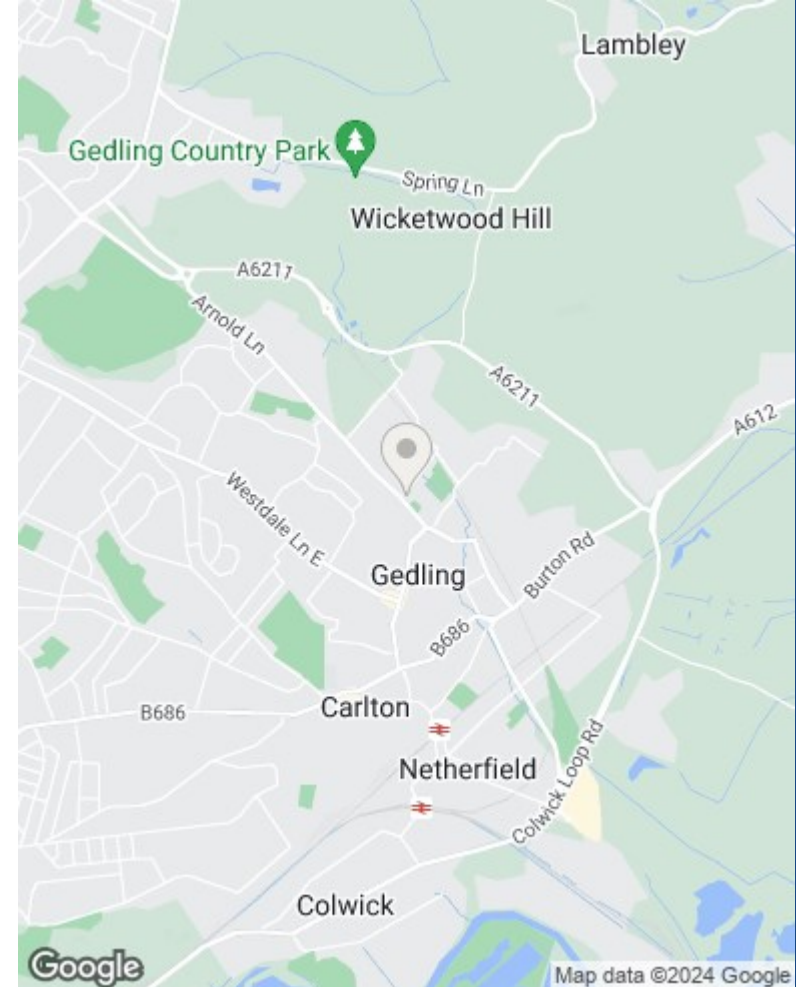 Lambley
Gedling Country Park
Spring Ln
Wicketwood Hill
A6211
Arnold Ln
A6211
A612
Westdale Ln E
Gedling
Burton Rd
B686
B686
Carlton
Netherfield
Colwick Loop Rd
Colwick
Google
Map data ©2024 Google